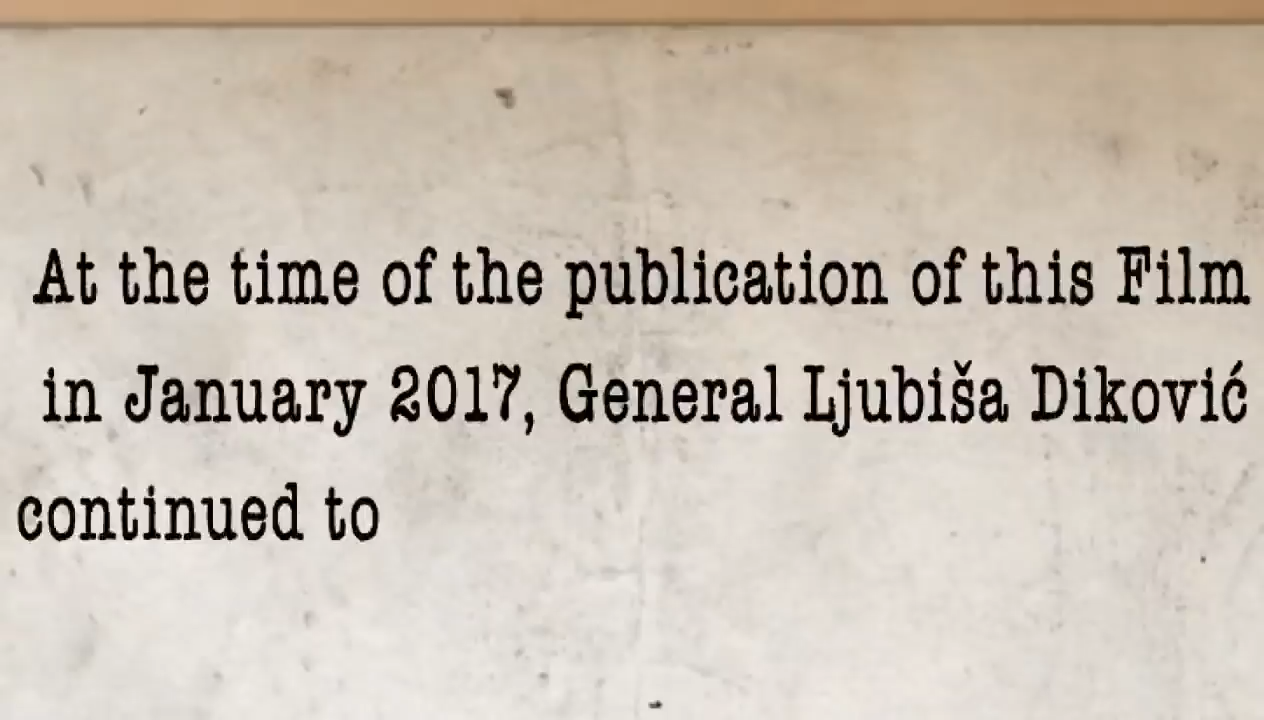 At the time of the publication of this Film
in January 2017, General Ljubiša Diković
continued to